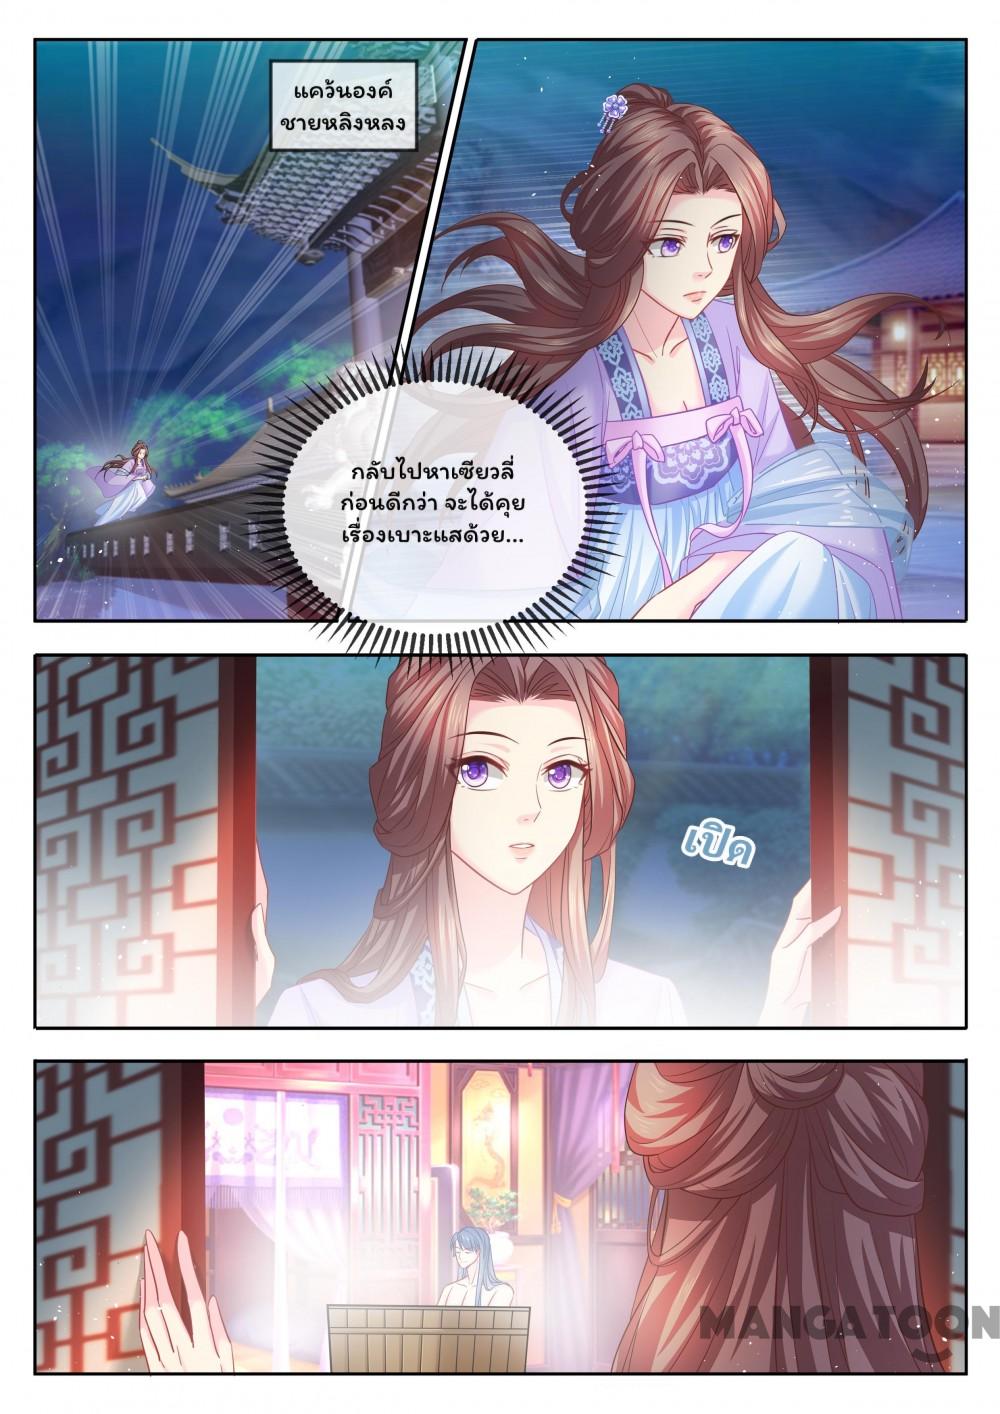 แคว้นองค์
ชายหลิงหลง
กลับไปหาเซียวลี่
ก่อนดีกว่า จะได้คุย
เรื่องเบาะแสด้วย...
เปิด
MANGATOON